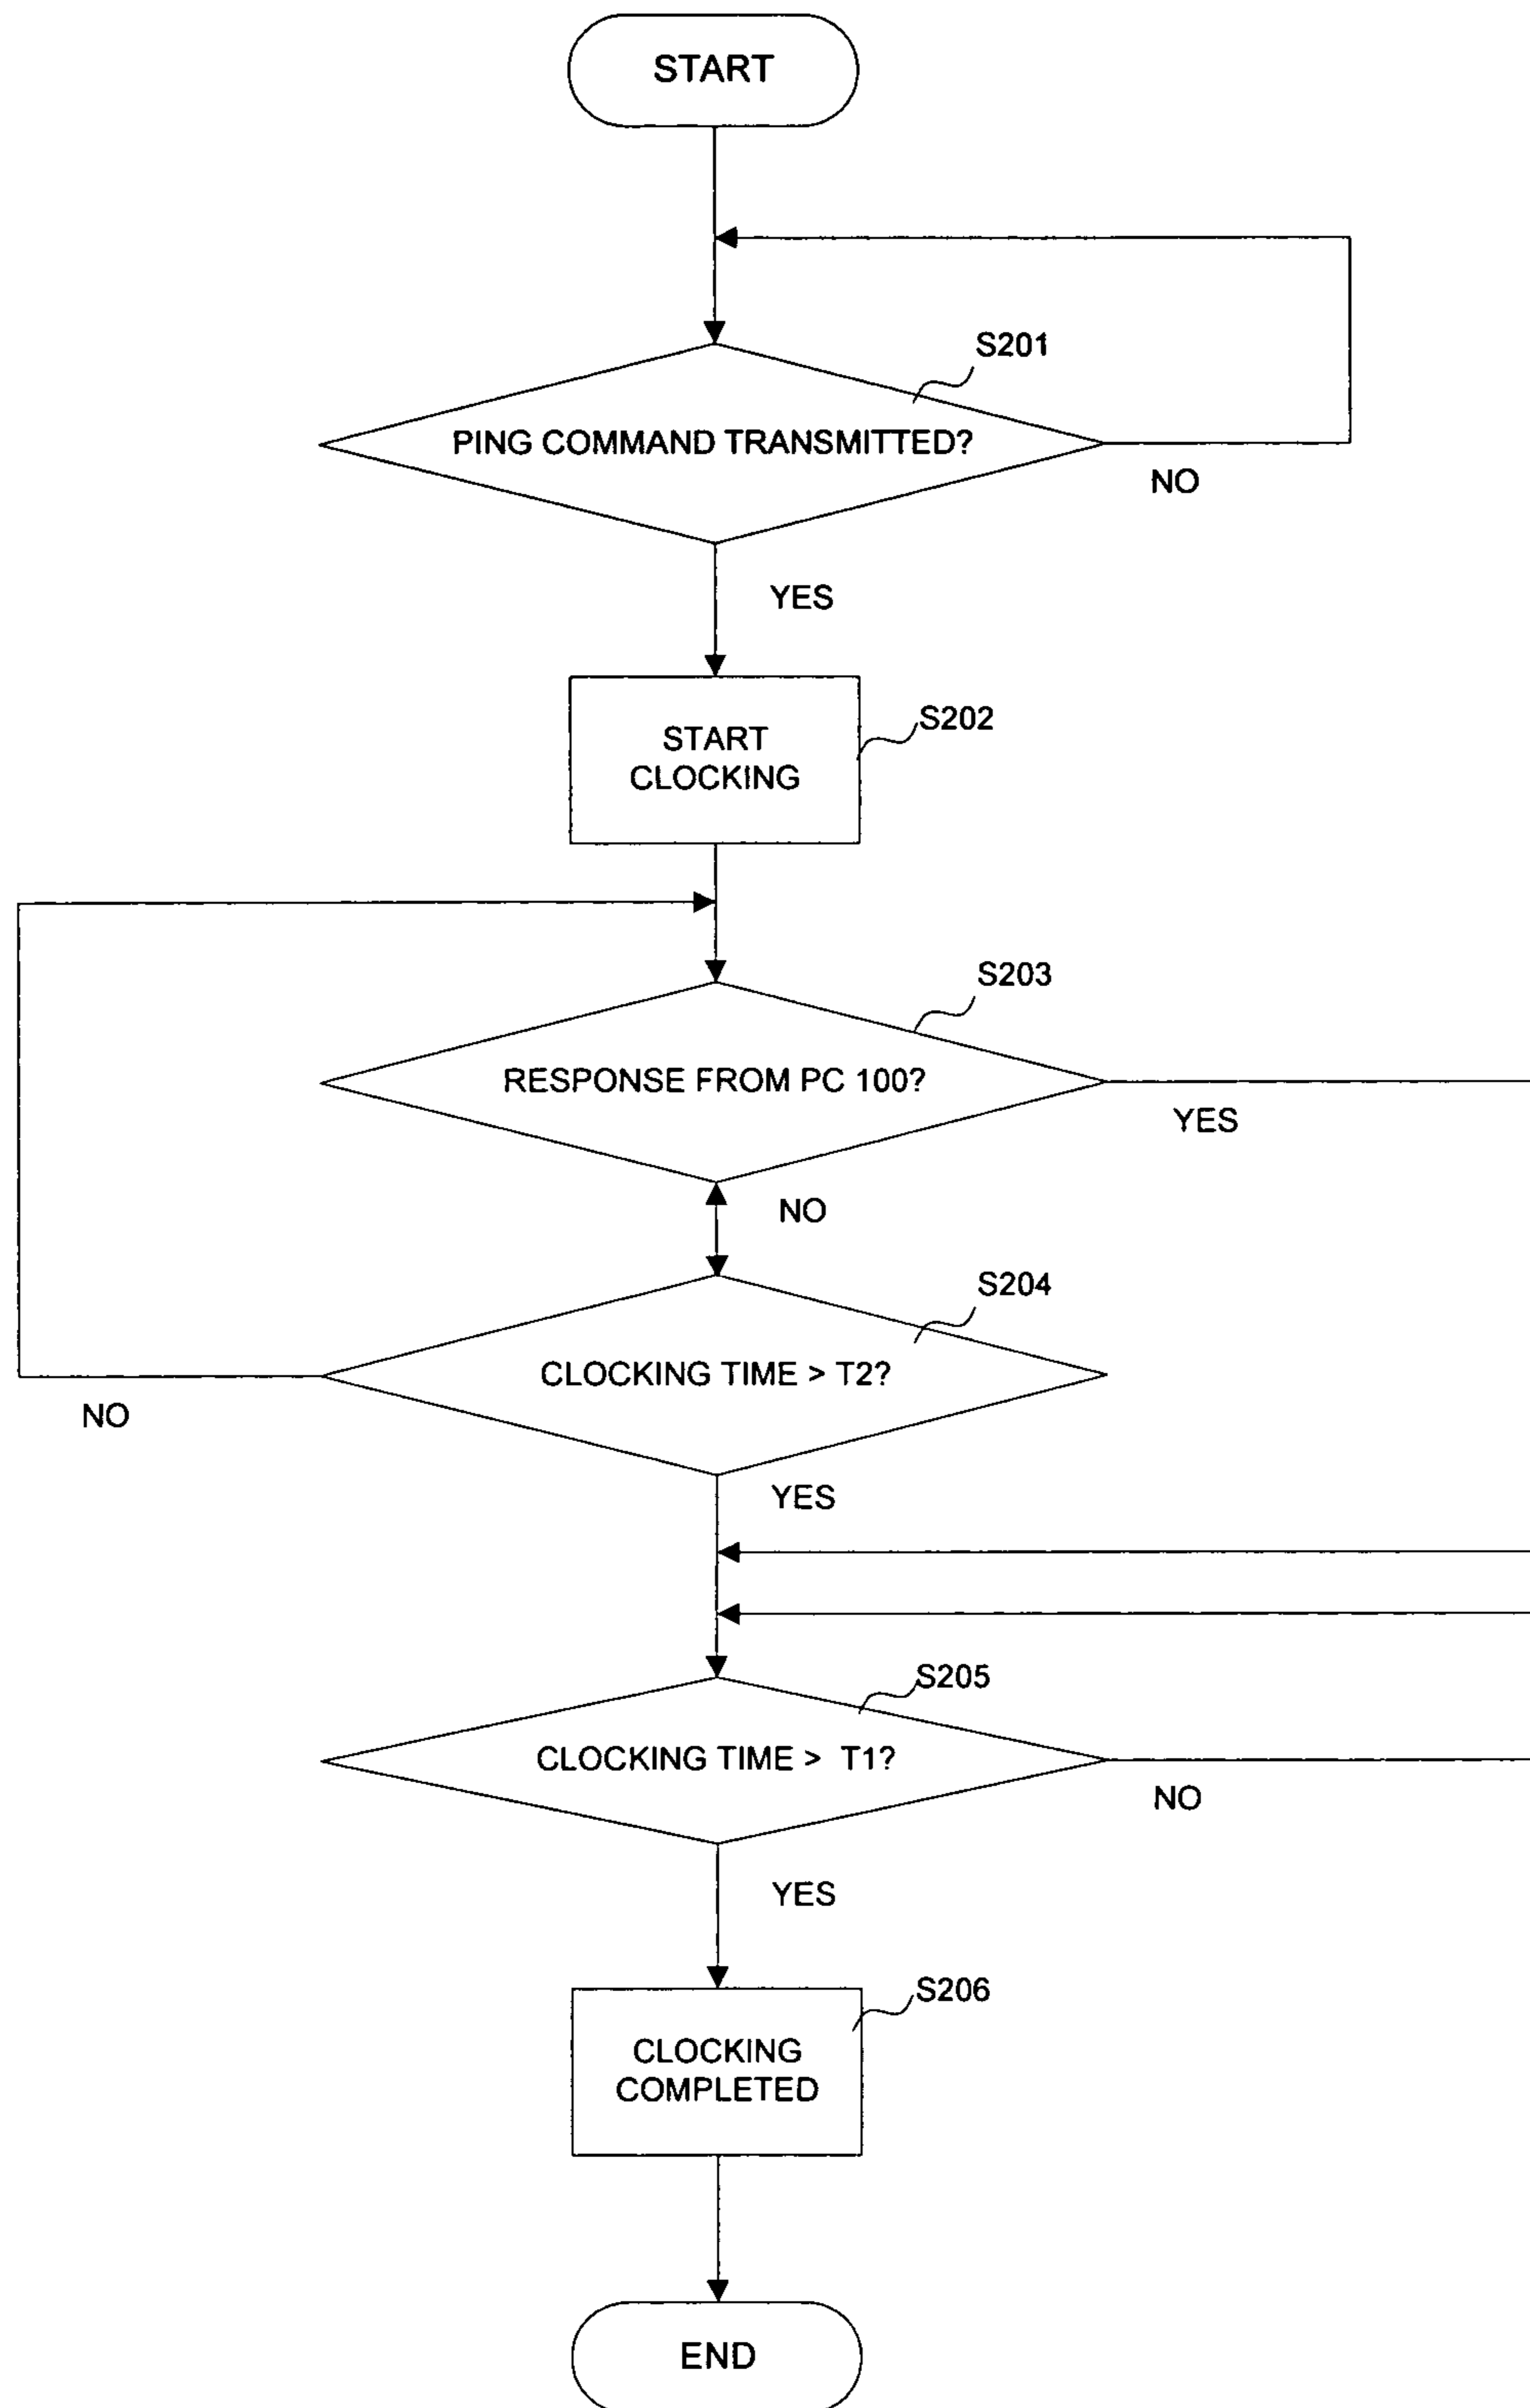 START
S201
PING COMMAND TRANSMITTED?
NO
YES
S202
START
CLOCKING
S203
RESPONSE FROM PC 100?
YES
NO
S204
CLOCKING TIME > T2?
NO
YES
S205
CLOCKING TIME > T1?
NO
YES
S206
CLOCKING
COMPLETED
END